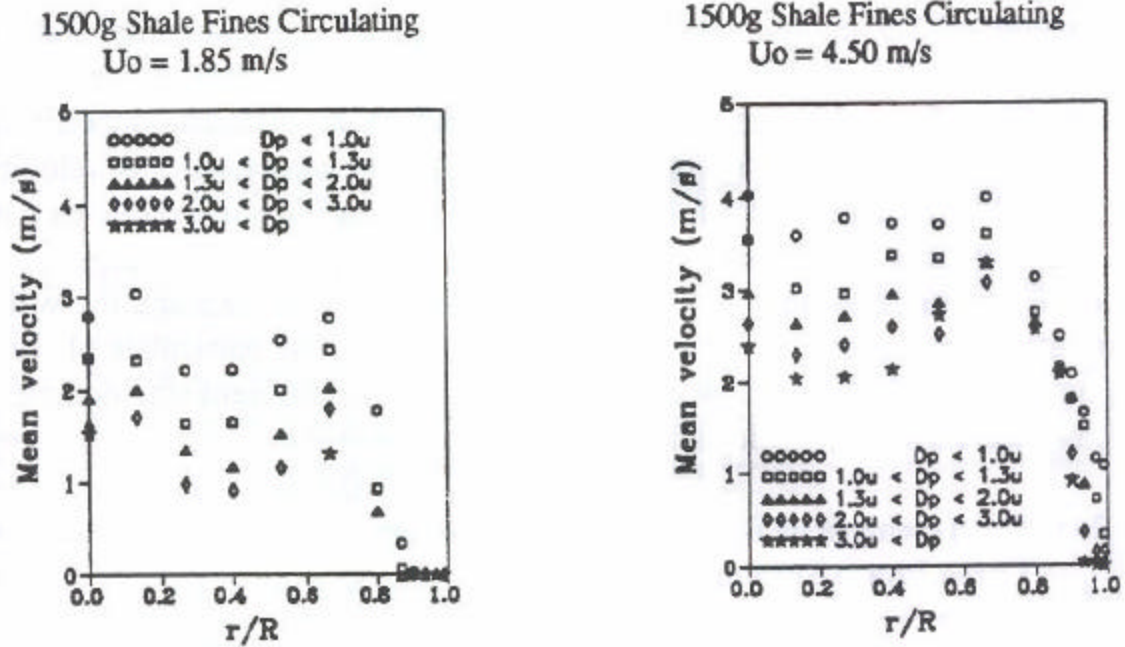 1500g Shale Fines Circulating
Uo = 1.85 m/s
Mean velocity (m/s)
5
4
3
2
1
0
Dp < 1.0u
1.0u < Dp < 1.3u
1.3u < Dp < 2.0u
2.0u < Dp < 3.0u
3.0u < Dp
0.0 0.2 0.4 0.6 0.8 1.0
r/R
1500g Shale Fines Circulating
Uo = 4.50 m/s
Mean velocity (m/s)
5
4
3
2
1
0
Dp < 1.0u
1.0u < Dp < 1.3u
1.3u < Dp < 2.0u
2.0u < Dp < 3.0u
3.0u < Dp
0.0 0.2 0.4 0.6 0.8 1.0
r/R